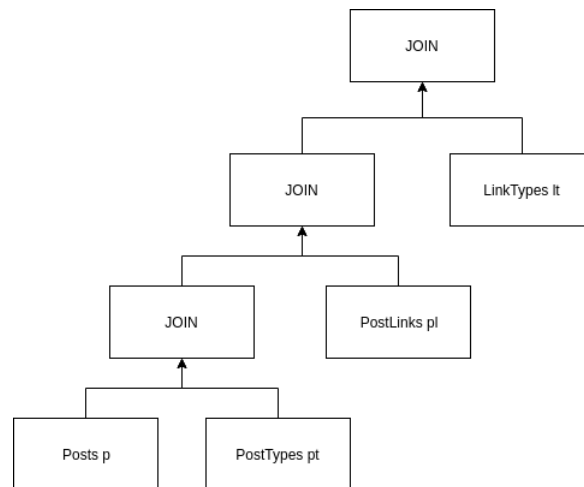 JOIN
JOIN
LinkTypes lt
JOIN
PostLinks pl
Posts p
PostTypes pt